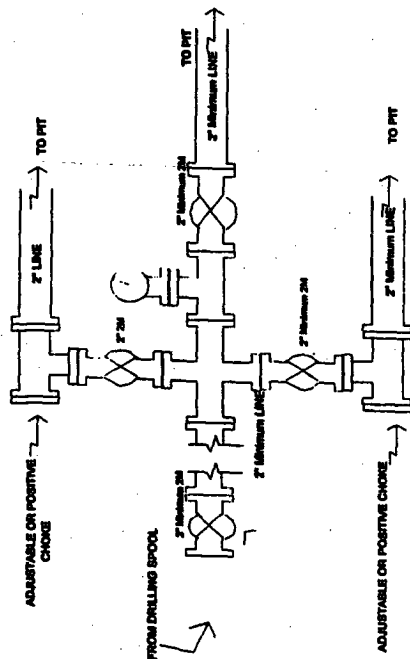 TO PIT
2" LINE
2" 2M
ADJUSTABLE OR POSITIVE
CHOKE
TO PIT
2" Minimum LINE
2" Minimum 2M
2" Minimum LINE
2" Minimum 2M
FROM DRILLING SPOOL
TO PIT
2" Minimum LINE
2" Minimum 2M
ADJUSTABLE OR POSITIVE
CHOKE